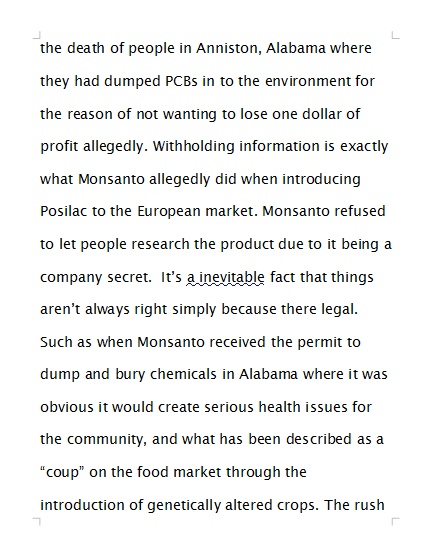 the death of people in Anniston, Alabama where
they had dumped PCBs in to the environment for
the reason of not wanting to lose one dollar of
profit allegedly. Withholding information is exactly
what Monsanto allegedly did when introducing
Posilac to the European market. Monsanto refused
to let people research the product due to it being a
company secret.  It’s a inevitable fact that things
aren’t always right simply because there legal.
Such as when Monsanto received the permit to
dump and bury chemicals in Alabama where it was
obvious it would create serious health issues for
the community, and what has been described as a
“coup” on the food market through the
introduction of genetically altered crops. The rush